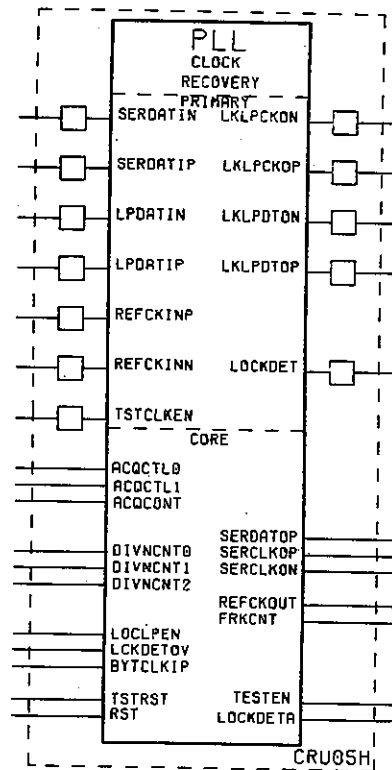 PLL
CLOCK
RECOVERY
PRIMARY
SERDATIN LKLPCKON
SERDATIP LKLPCKOP
LPDATIN LKLPDTON
LPDATIP LKLPDTOP
REFCKINP
REFCKINN LOCKDET
TSTCLKEN
CORE
ACQCTL0
ACQCTL1
ACQCONT
SERDATOP
DIVNCNT0 SERCLKOP
DIVNCNT1 SERCLKON
DIVNCNT2
REFCKOUT
FRKCNT
LOCLPEN
LCKDETOV
BYTCLKIP
TSTRST TESTEN
RST LOCKDETA
CRU05H